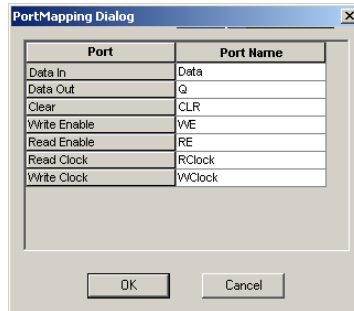 PortMapping Dialog
Port Port Name
Data In Data
Data Out Q
Clear CLR
Write Enable WE
Read Enable RE
Read Clock RClock
Write Clock WClock
OK Cancel